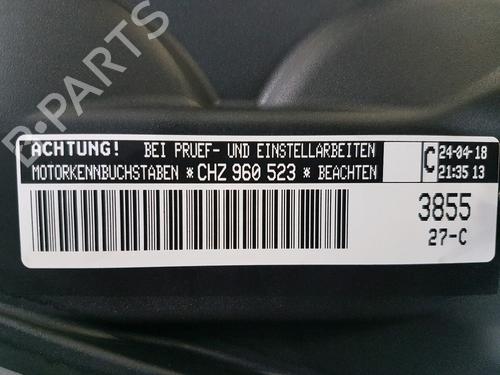 B-PARTS
ACHTUNG! BEI PRUEF- UND EINSTELLARBEITEN
MOTORKENNBUCHSTABEN *CHZ 960 523* BEACHTEN
C 24-04-18
21:35 13
3855
27-C